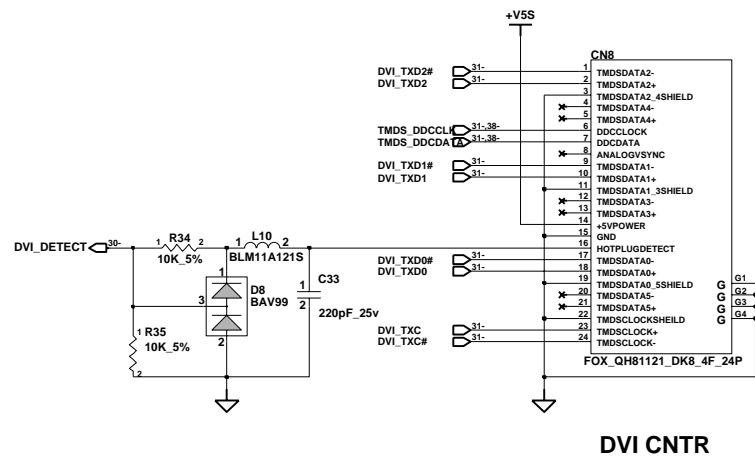 +V5S
CN8
DVI_TXD2# 31- 1 TMDSDATA2-
DVI_TXD2 31- 2 TMDSDATA2+
3 TMDSDATA2_4SHIELD
4 TMDSDATA4-
5 TMDSDATA4+
TMDS_DDCCLK 31-,38- 6 DDCCLOCK
TMDS_DDCDATA 31-,38- 7 DDCDATA
8 ANALOGVSYNC
DVI_TXD1# 31- 9 TMDSDATA1-
DVI_TXD1 31- 10 TMDSDATA1+
11 TMDSDATA1_3SHIELD
12 TMDSDATA3-
13 TMDSDATA3+
14 +5VPOWER
15 GND
16 HOTPLUGDETECT
DVI_TXD0# 31- 17 TMDSDATA0-
DVI_TXD0 31- 18 TMDSDATA0+
19 TMDSDATA0_5SHIELD
20 TMDSDATA5-
21 TMDSDATA5+
22 TMDSCLOCKSHEILD
DVI_TXC 31- 23 TMDSCLOCK+
DVI_TXC# 31- 24 TMDSCLOCK-
G G1
G G2
G G3
G G4
FOX_QH81121_DK8_4F_24P
DVI_DETECT 30-
1 R34 2
10K_5%
1 L10 2
BLM11A121S
1
D8
BAV99
3
2
C33
1
2
220pF_25v
1
R35
10K_5%
2
DVI CNTR